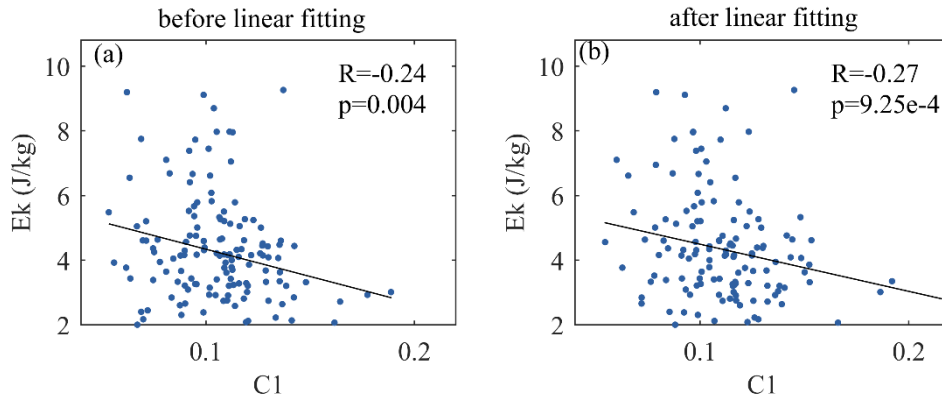 before linear fitting
(a)
R=-0.24
p=0.004
10
8
6
4
2
Ek (J/kg)
0.1
0.2
C1
after linear fitting
(b)
R=-0.27
p=9.25e-4
10
8
6
4
2
Ek (J/kg)
0.1
0.2
C1